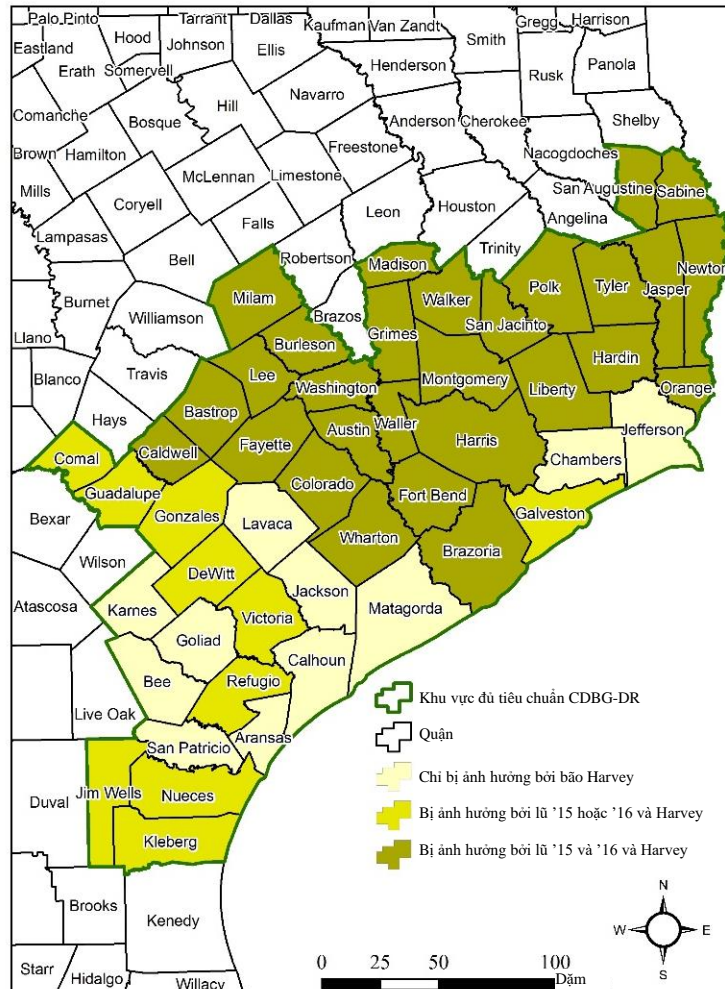 Palo Pinto
Tarrant
Dallas
Kaufman
Van Zandt
Gregg
Harrison
Eastland
Hood
Johnson
Ellis
Smith
Panola
Erath
Somervell
Henderson
Rusk
Comanche
Hill
Navarro
Bosque
Anderson
Cherokee
Shelby
Brown
Hamilton
Freestone
Nacogdoches
McLennan
Limestone
Mills
San Augustine
Sabine
Coryell
Leon
Houston
Angelina
Lampasas
Falls
Bell
Robertson
Trinity
Madison
Newton
Burnet
Milam
Walker
Polk
Tyler
Jasper
Williamson
Brazos
Llano
Grimes
San Jacinto
Burleson
Hardin
Blanco
Travis
Lee
Washington
Montgomery
Liberty
Orange
Hays
Bastrop
Austin
Waller
Jefferson
Comal
Caldwell
Fayette
Harris
Chambers
Guadalupe
Colorado
Fort Bend
Galveston
Bexar
Gonzales
Lavaca
Wilson
Wharton
Brazoria
DeWitt
Jackson
Atascosa
Karnes
Victoria
Matagorda
Goliad
Calhoun
Bee
Refugio
Live Oak
Aransas
San Patricio
Duval
Jim Wells
Nueces
Kleberg
Brooks
Kenedy
Starr
Hidalgo
Willacy
Khu vực đủ tiêu chuẩn CDBG-DR
Quận
Chỉ bị ảnh hưởng bởi bão Harvey
Bị ảnh hưởng bởi lũ ’15 hoặc ’16 và Harvey
Bị ảnh hưởng bởi lũ ’15 và ’16 và Harvey
N
W
E
S
0 25 50 100
Dặm